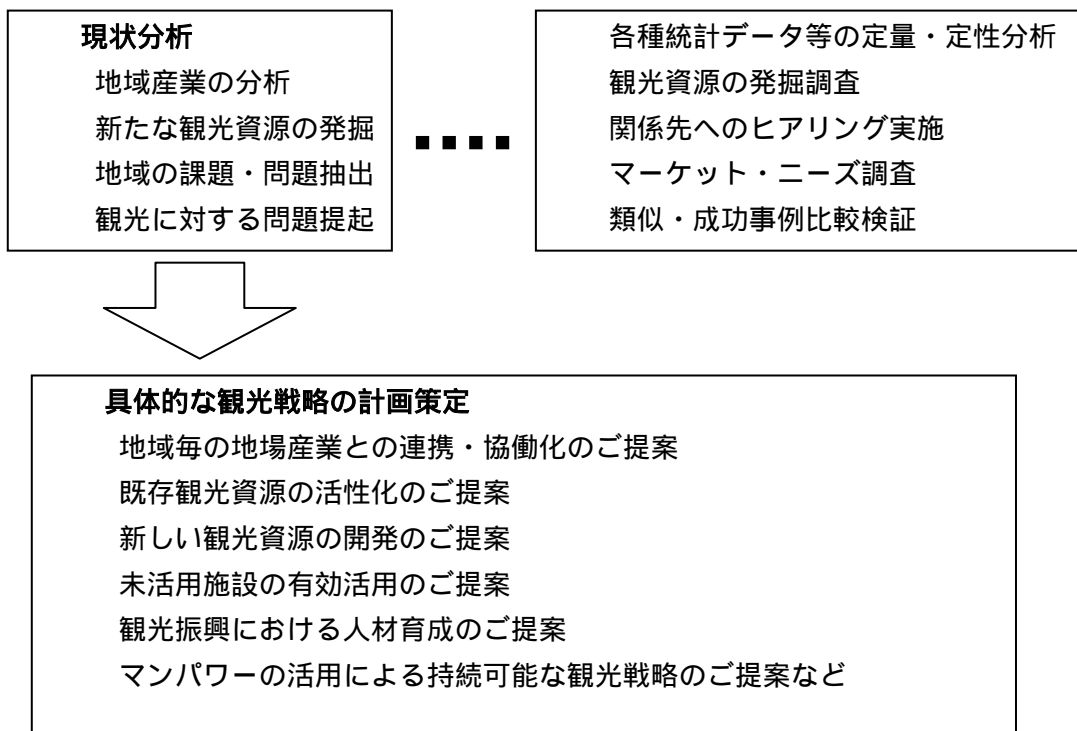 現状分析
地域産業の分析
新たな観光資源の発掘
地域の課題・問題抽出
観光に対する問題提起
各種統計データ等の定量・定性分析
観光資源の発掘調査
関係先へのヒアリング実施
マーケット・ニーズ調査
類似・成功事例比較検証
具体的な観光戦略の計画策定
地域毎の地場産業との連携・協働化のご提案
既存観光資源の活性化のご提案
新しい観光資源の開発のご提案
未活用施設の有効活用のご提案
観光振興における人材育成のご提案
マンパワーの活用による持続可能な観光戦略のご提案など